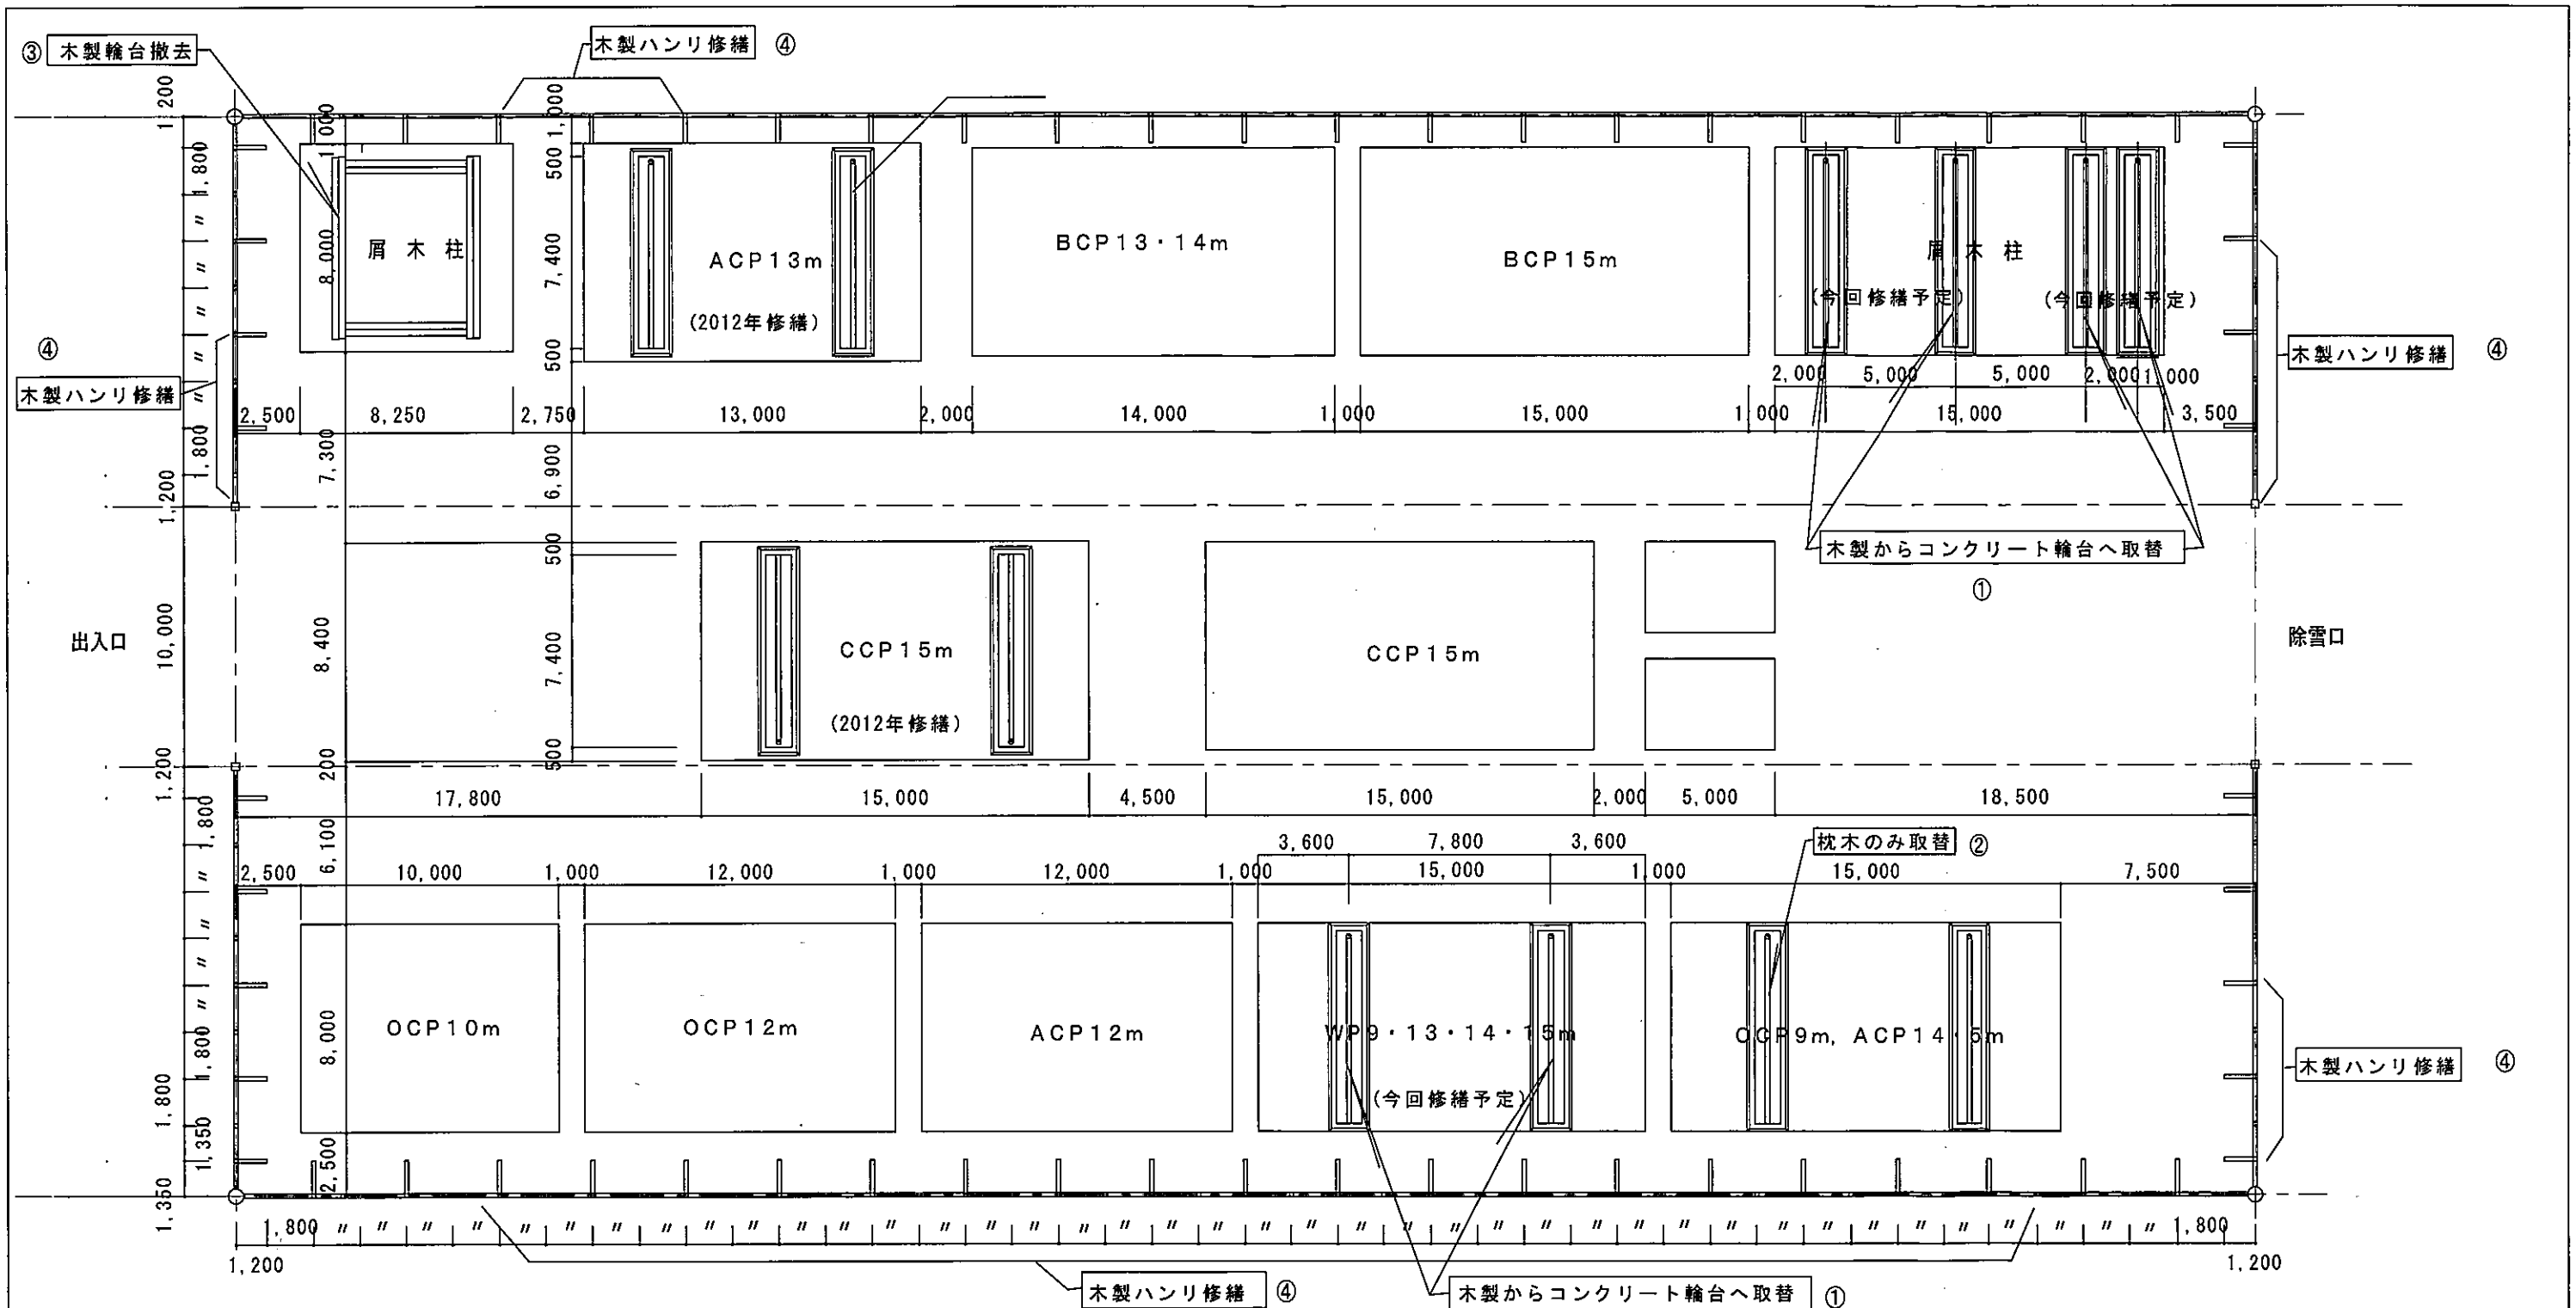 ③ 木製輪台撤去
木製ハンリ修繕 ④
1,200
1,000
1,000
1,800
〃
〃
〃
〃
〃
1,800
1,200
8,000
7,300
500
7,400
500
6,900
屑木柱
ACP13m
(2012年修繕)
BCP13・14m
BCP15m
屑木柱
(今回修繕予定)
(今回修繕予定)
④
木製ハンリ修繕
木製ハンリ修繕 ④
2,000 5,000 5,000 2,000 1,000
2,500 8,250 2,750 13,000 2,000 14,000 1,000 15,000 1,000 15,000 3,500
木製からコンクリート輪台へ取替
①
出入口
10,000
8,400
500
7,400
500
CCP15m
(2012年修繕)
CCP15m
除雪口
1,200
200
17,800 15,000 4,500 15,000 2,000 5,000 18,500
1,800
〃
〃
〃
〃
1,800
1,800
1,350
1,350
6,100
8,000
2,500
3,600 7,800 3,600
枕木のみ取替 ②
2,500 10,000 1,000 12,000 1,000 12,000 1,000 15,000 1,000 15,000 7,500
OCP10m
OCP12m
ACP12m
WP9・13・14・15m
(今回修繕予定)
OCP9m, ACP14・5m
木製ハンリ修繕 ④
1,800 〃 〃 〃 〃 〃 〃 〃 〃 〃 〃 〃 〃 〃 〃 〃 〃 〃 〃 〃 〃 〃 〃 〃 〃 〃 〃 〃 〃 〃 〃 〃 〃 〃 〃 〃 〃 〃 〃 〃 1,800
1,200
1,200
木製ハンリ修繕 ④
木製からコンクリート輪台へ取替 ①